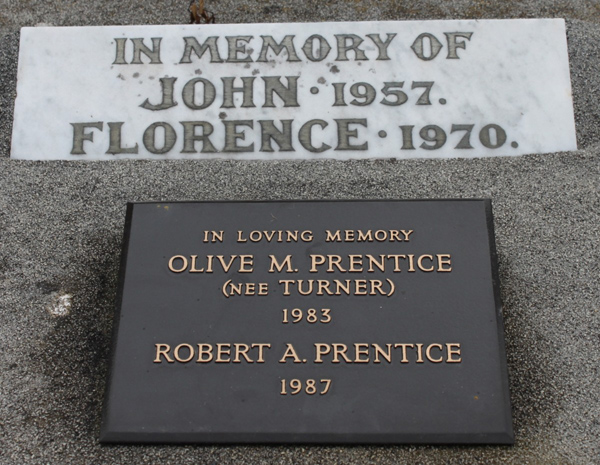 IN MEMORY OF
JOHN · 1957.
FLORENCE · 1970.
IN LOVING MEMORY
OLIVE M. PRENTICE
(NEE TURNER)
1983
ROBERT A. PRENTICE
1987